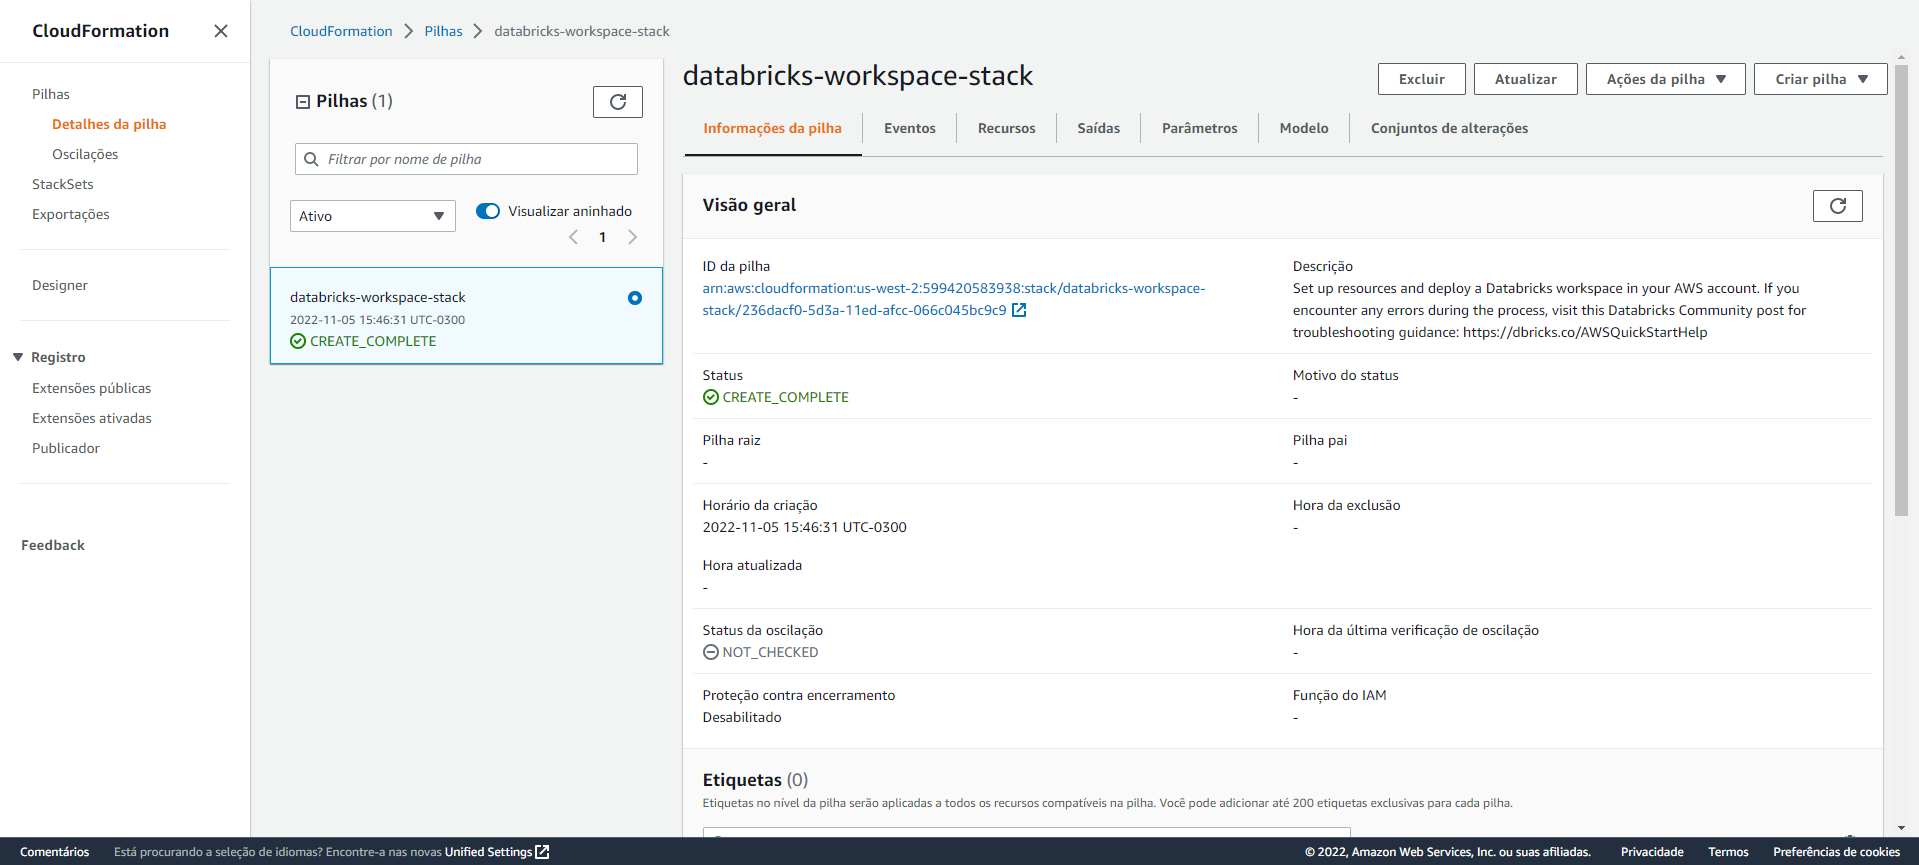 CloudFormation
Pilhas
Detalhes da pilha
Oscilações
StackSets
Exportações
Designer
Registro
Extensões públicas
Extensões ativadas
Publicador
Feedback
CloudFormation
Pilhas
databricks-workspace-stack
Pilhas (1)
Filtrar por nome de pilha
Ativo
Visualizar aninhado
1
databricks-workspace-stack
2022-11-05 15:46:31 UTC-0300
CREATE_COMPLETE
databricks-workspace-stack
Excluir
Atualizar
Ações da pilha
Criar pilha
Informações da pilha
Eventos
Recursos
Saídas
Parâmetros
Modelo
Conjuntos de alterações
Visão geral
ID da pilha
arn:aws:cloudformation:us-west-2:599420583938:stack/databricks-workspace-
stack/236dacf0-5d3a-11ed-afcc-066c045bc9c9
Descrição
Set up resources and deploy a Databricks workspace in your AWS account. If you
encounter any errors during the process, visit this Databricks Community post for
troubleshooting guidance: https://dbricks.co/AWSQuickStartHelp
Status
CREATE_COMPLETE
Motivo do status
-
Pilha raiz
-
Pilha pai
-
Horário da criação
2022-11-05 15:46:31 UTC-0300
Hora da exclusão
-
Hora atualizada
-
Status da oscilação
NOT_CHECKED
Hora da última verificação de oscilação
-
Proteção contra encerramento
Desabilitado
Função do IAM
-
Etiquetas (0)
Etiquetas no nível da pilha serão aplicadas a todos os recursos compatíveis na pilha. Você pode adicionar até 200 etiquetas exclusivas para cada pilha.
Comentários
Está procurando a seleção de idiomas? Encontre-a nas novas Unified Settings
© 2022, Amazon Web Services, Inc. ou suas afiliadas.
Privacidade
Termos
Preferências de cookies